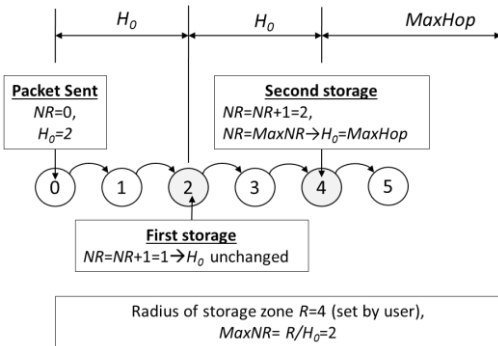 H₀ H₀ MaxHop
Packet Sent
NR=0,
H₀=2
Second storage
NR=NR+1=2,
NR=MaxNR→H₀=MaxHop
0 1 2 3 4 5
First storage
NR=NR+1=1→H₀ unchanged
Radius of storage zone R=4 (set by user),
MaxNR= R/H₀=2